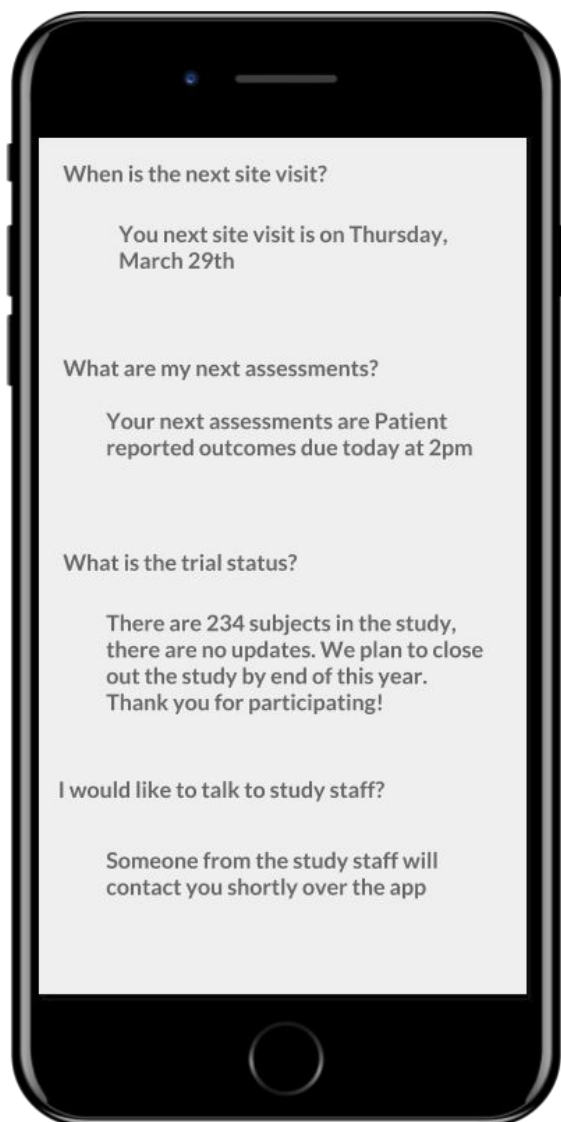 When is the next site visit?
You next site visit is on Thursday,
March 29th
What are my next assessments?
Your next assessments are Patient
reported outcomes due today at 2pm
What is the trial status?
There are 234 subjects in the study,
there are no updates. We plan to close
out the study by end of this year.
Thank you for participating!
I would like to talk to study staff?
Someone from the study staff will
contact you shortly over the app